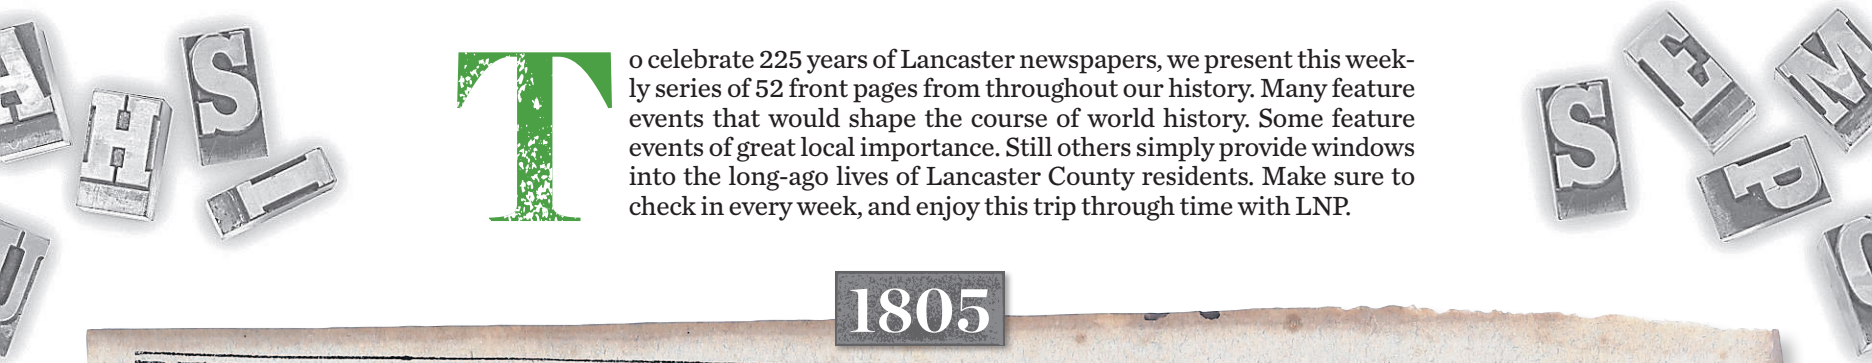 To celebrate 225 years of Lancaster newspapers, we present this week-
ly series of 52 front pages from throughout our history. Many feature
events that would shape the course of world history. Some feature
events of great local importance. Still others simply provide windows
into the long-ago lives of Lancaster County residents. Make sure to
check in every week, and enjoy this trip through time with LNP.
1805
A
H
S
I
U
S
E
M
P